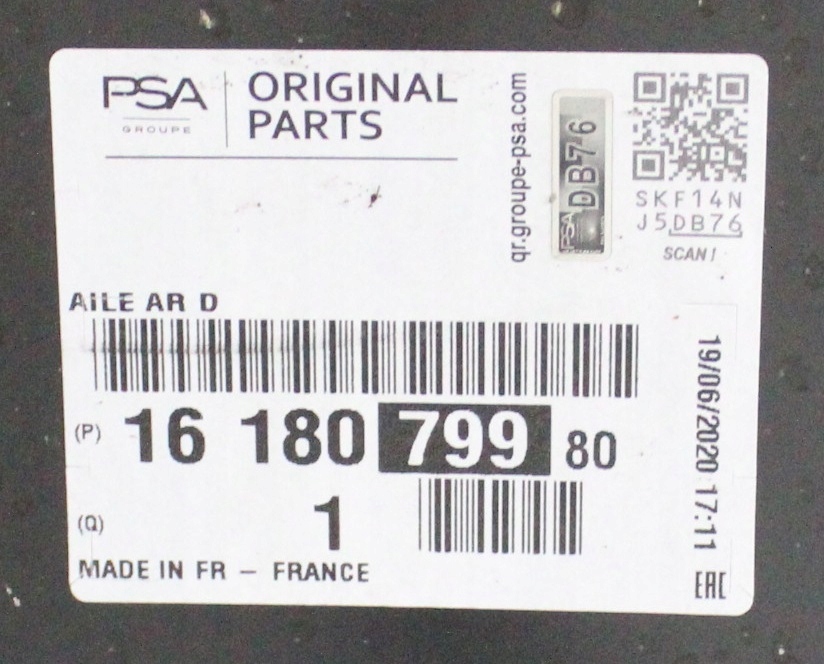 PSA
GROUPE
ORIGINAL
PARTS
qr.groupe-psa.com
DB76
PSA
SKF14N
J5DB76
SCAN!
AILE AR D
(P) 16 180 799 80
(Q) 1
MADE IN FR – FRANCE
19/06/2020 17:11
EAC